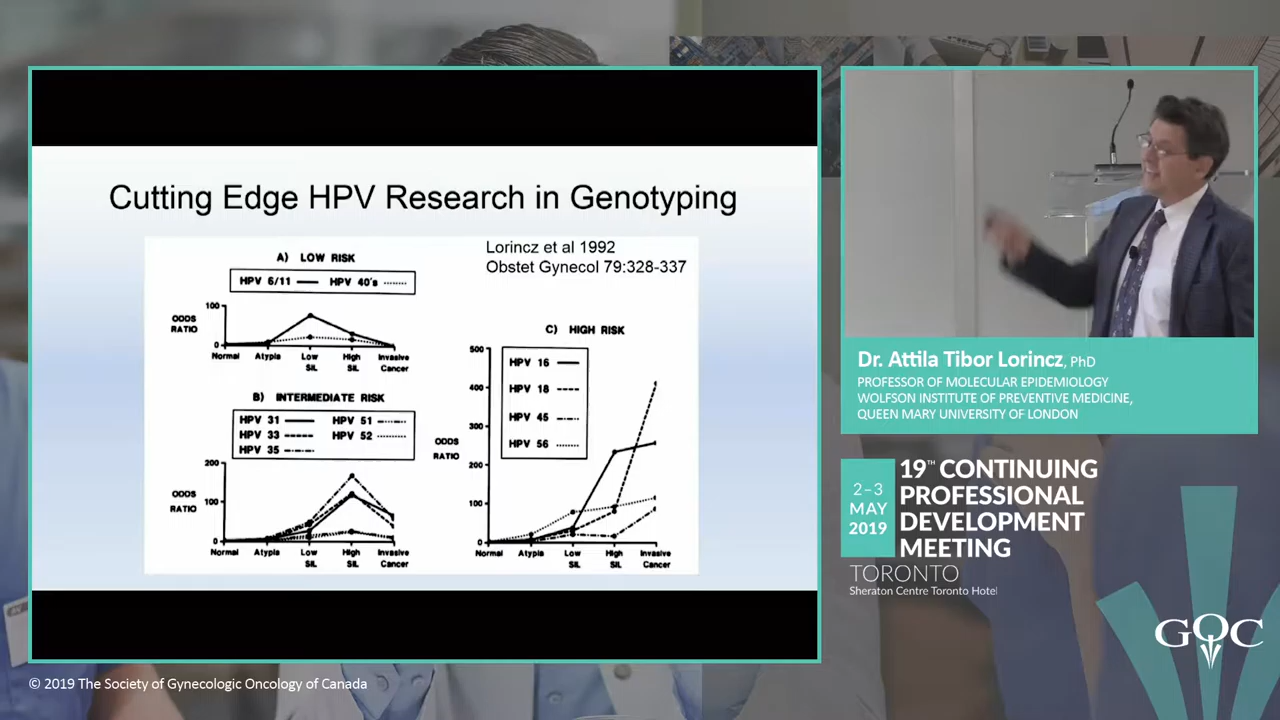 Cutting Edge HPV Research in Genotyping
Lorincz et al 1992
Obstet Gynecol 79:328-337
A) LOW RISK
HPV 6/11 HPV 40's
100
ODDS
RATIO
0
Normal Atypia Low SIL High SIL Invasive Cancer
B) INTERMEDIATE RISK
HPV 31 HPV 51
HPV 33 HPV 52
HPV 35
200
ODDS
RATIO
100
0
Normal Atypia Low SIL High SIL Invasive Cancer
C) HIGH RISK
500
HPV 16
400
HPV 18
HPV 45
300
HPV 56
ODDS
RATIO
200
100
0
Normal Atypia Low SIL High SIL Invasive Cancer
Dr. Attila Tibor Lorincz, PhD
PROFESSOR OF MOLECULAR EPIDEMIOLOGY
WOLFSON INSTITUTE OF PREVENTIVE MEDICINE,
QUEEN MARY UNIVERSITY OF LONDON
2–3
MAY
2019
19TH CONTINUING
PROFESSIONAL
DEVELOPMENT
MEETING
TORONTO
Sheraton Centre Toronto Hotel
GOC
© 2019 The Society of Gynecologic Oncology of Canada